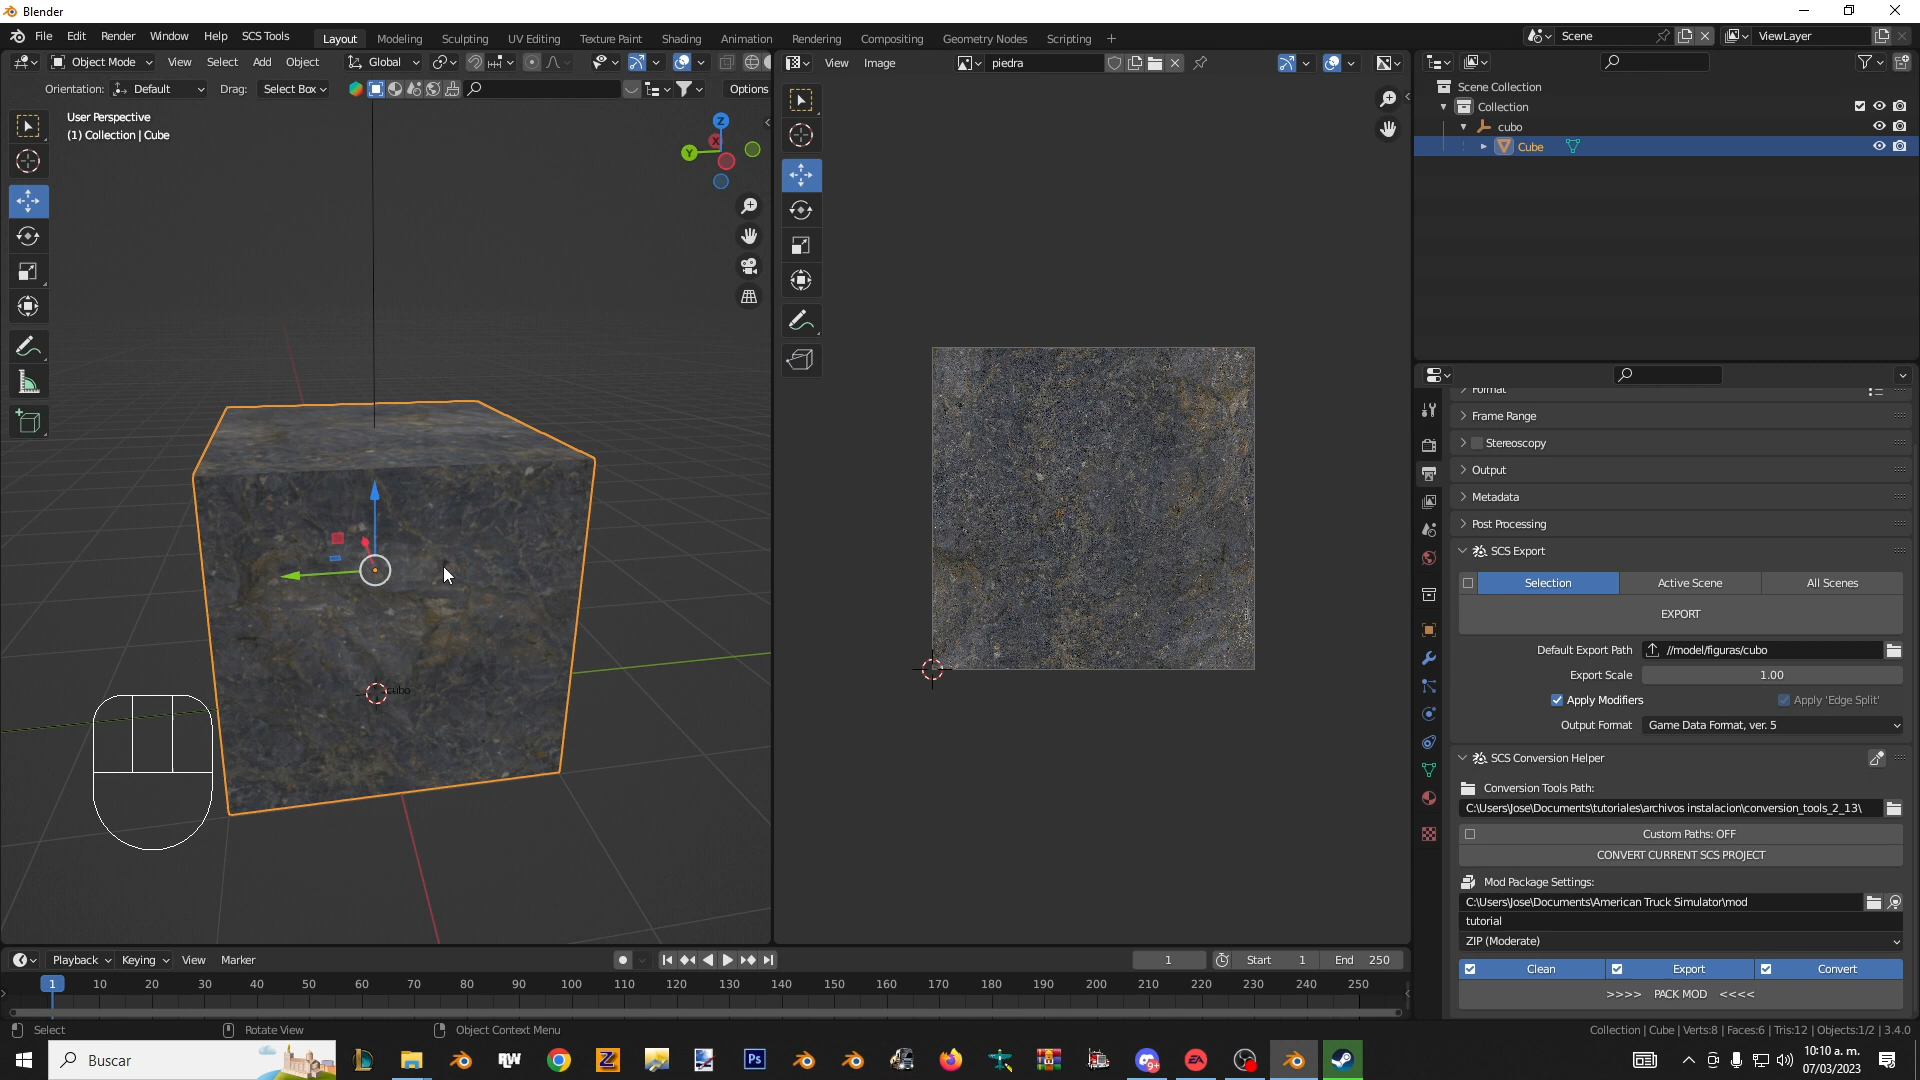 Blender
File Edit Render Window Help SCS Tools
Layout Modeling Sculpting UV Editing Texture Paint Shading Animation Rendering Compositing Geometry Nodes Scripting +
Scene
ViewLayer
Object Mode View Select Add Object Global
Orientation: Default Drag: Select Box
Options
User Perspective
(1) Collection | Cube
Z
X
Y
cubo
View Image piedra
Scene Collection
Collection
cubo
Cube
Format
Frame Range
Stereoscopy
Output
Metadata
Post Processing
SCS Export
Selection Active Scene All Scenes
EXPORT
Default Export Path //model/figuras/cubo
Export Scale 1.00
Apply Modifiers Apply 'Edge Split'
Output Format Game Data Format, ver. 5
SCS Conversion Helper
Conversion Tools Path:
C:\Users\Jose\Documents\tutoriales\archivos instalacion\conversion_tools_2_13\
Custom Paths: OFF
CONVERT CURRENT SCS PROJECT
Mod Package Settings:
C:\Users\Jose\Documents\American Truck Simulator\mod
tutorial
ZIP (Moderate)
Clean Export Convert
>>>> PACK MOD <<<<
Playback Keying View Marker
1 Start 1 End 250
1 10 20 30 40 50 60 70 80 90 100 110 120 130 140 150 160 170 180 190 200 210 220 230 240 250
Select Rotate View Object Context Menu
Collection | Cube | Verts:8 | Faces:6 | Tris:12 | Objects:1/2 | 3.4.0
Buscar
RW
Z
Ps
9+
EA
10:10 a. m.
07/03/2023